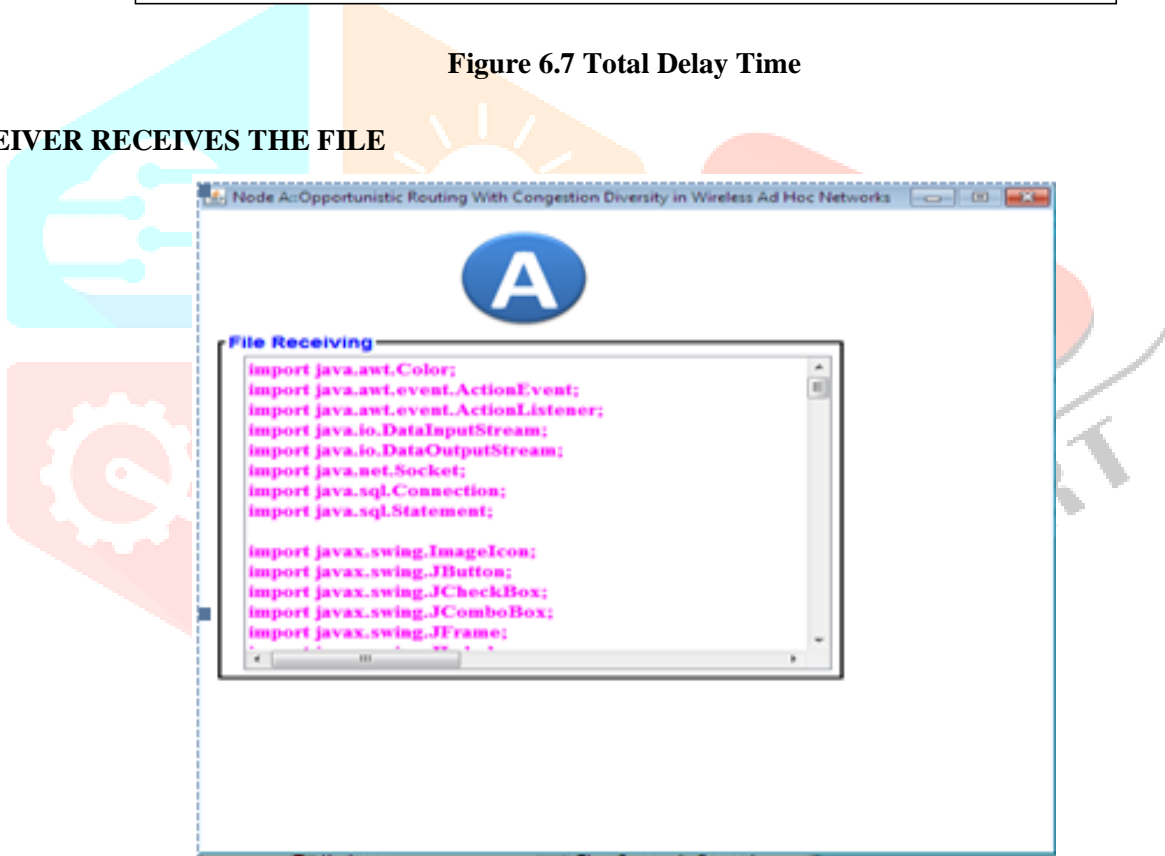 Figure 6.7 Total Delay Time
EIVER RECEIVES THE FILE
Node A::Opportunistic Routing With Congestion Diversity in Wireless Ad Hoc Networks
A
File Receiving
import java.awt.Color;
import java.awt.event.ActionEvent;
import java.awt.event.ActionListener;
import java.io.DataInputStream;
import java.io.DataOutputStream;
import java.net.Socket;
import java.sql.Connection;
import java.sql.Statement;
import javax.swing.ImageIcon;
import javax.swing.JButton;
import javax.swing.JCheckBox;
import javax.swing.JComboBox;
import javax.swing.JFrame;
RT